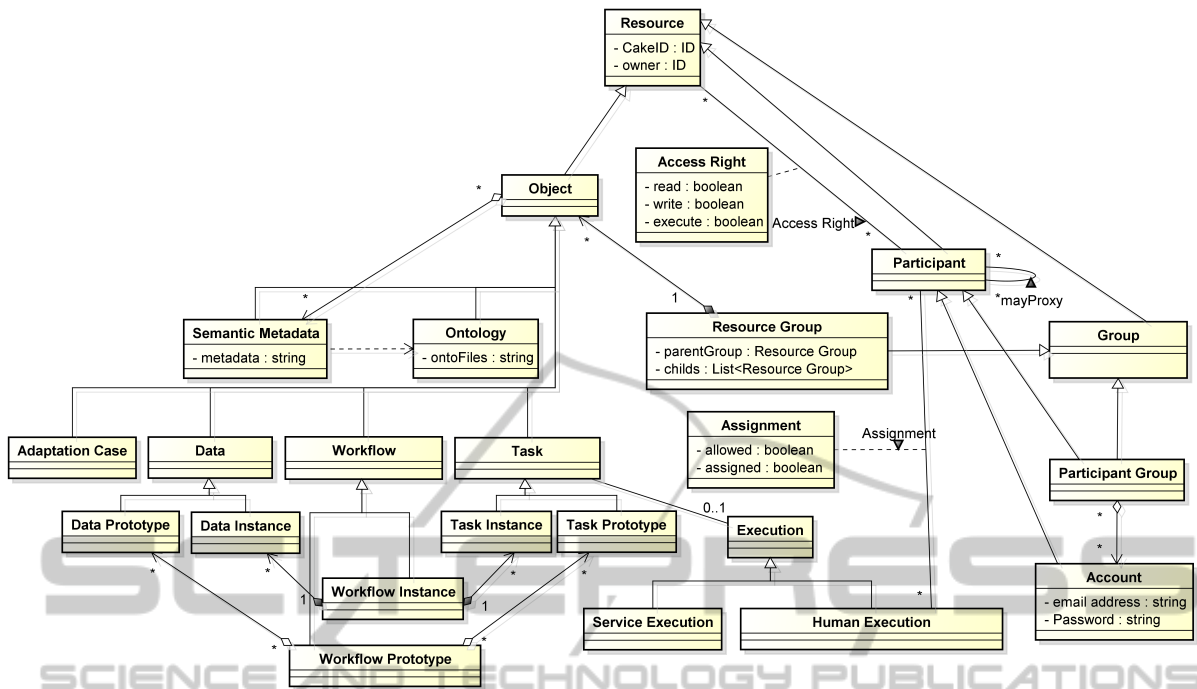 Resource
- CakeID : ID
- owner : ID
*
Access Right
- read : boolean
- write : boolean
- execute : boolean
Object
*
*
Access Right
*
Participant
*
*mayProxy
*
1
*
Semantic Metadata
- metadata : string
Ontology
- ontoFiles : string
Resource Group
- parentGroup : Resource Group
- childs : List<Resource Group>
Group
Adaptation Case
Data
Workflow
Task
Assignment
- allowed : boolean
- assigned : boolean
Assignment
Participant Group
Data Prototype
Data Instance
Task Instance
Task Prototype
0..1
Execution
*
*
*
*
*
*
Workflow Instance
1
1
Account
- email address : string
- Password : string
Service Execution
*
Human Execution
*
*
Workflow Prototype
SCITEPRESS
SCIENCE AND TECHNOLOGY PUBLICATIONS